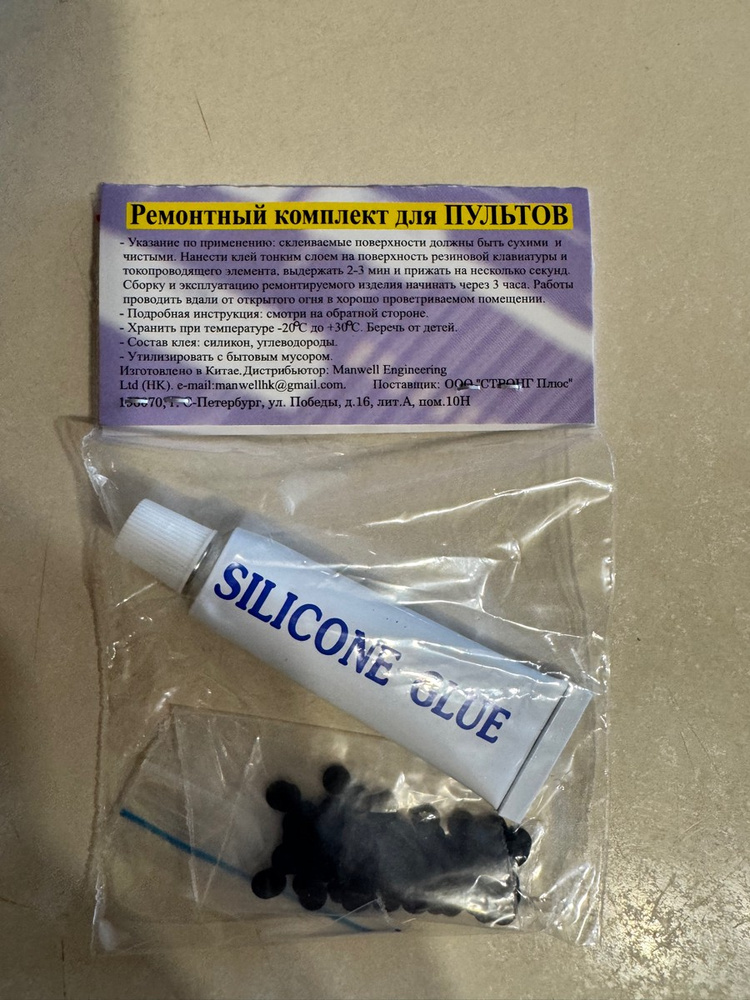 Ремонтный комплект для ПУЛЬТОВ
- Указание по применению: склеиваемые поверхности должны быть сухими и
чистыми. Нанести клей тонким слоем на поверхность резиновой клавиатуры и
токопроводящего элемента, выдержать 2-3 мин и прижать на несколько секунд.
Сборку и эксплуатацию ремонтируемого изделия начинать через 3 часа. Работы
проводить вдали от открытого огня в хорошо проветриваемом помещении.
- Подробная инструкция: смотри на обратной стороне.
- Хранить при температуре -20°C до +30°C. Беречь от детей.
- Состав клея: силикон, углеводороды.
- Утилизировать с бытовым мусором.
Изготовлено в Китае. Дистрибьютор: Manwell Engineering
Ltd (HK). e-mail:manwellhk@gmail.com. Поставщик: ООО "СТРОНГ Плюс"
С-Петербург, ул. Победы, д.16, лит.А, пом.10Н
SILICONE GLUE